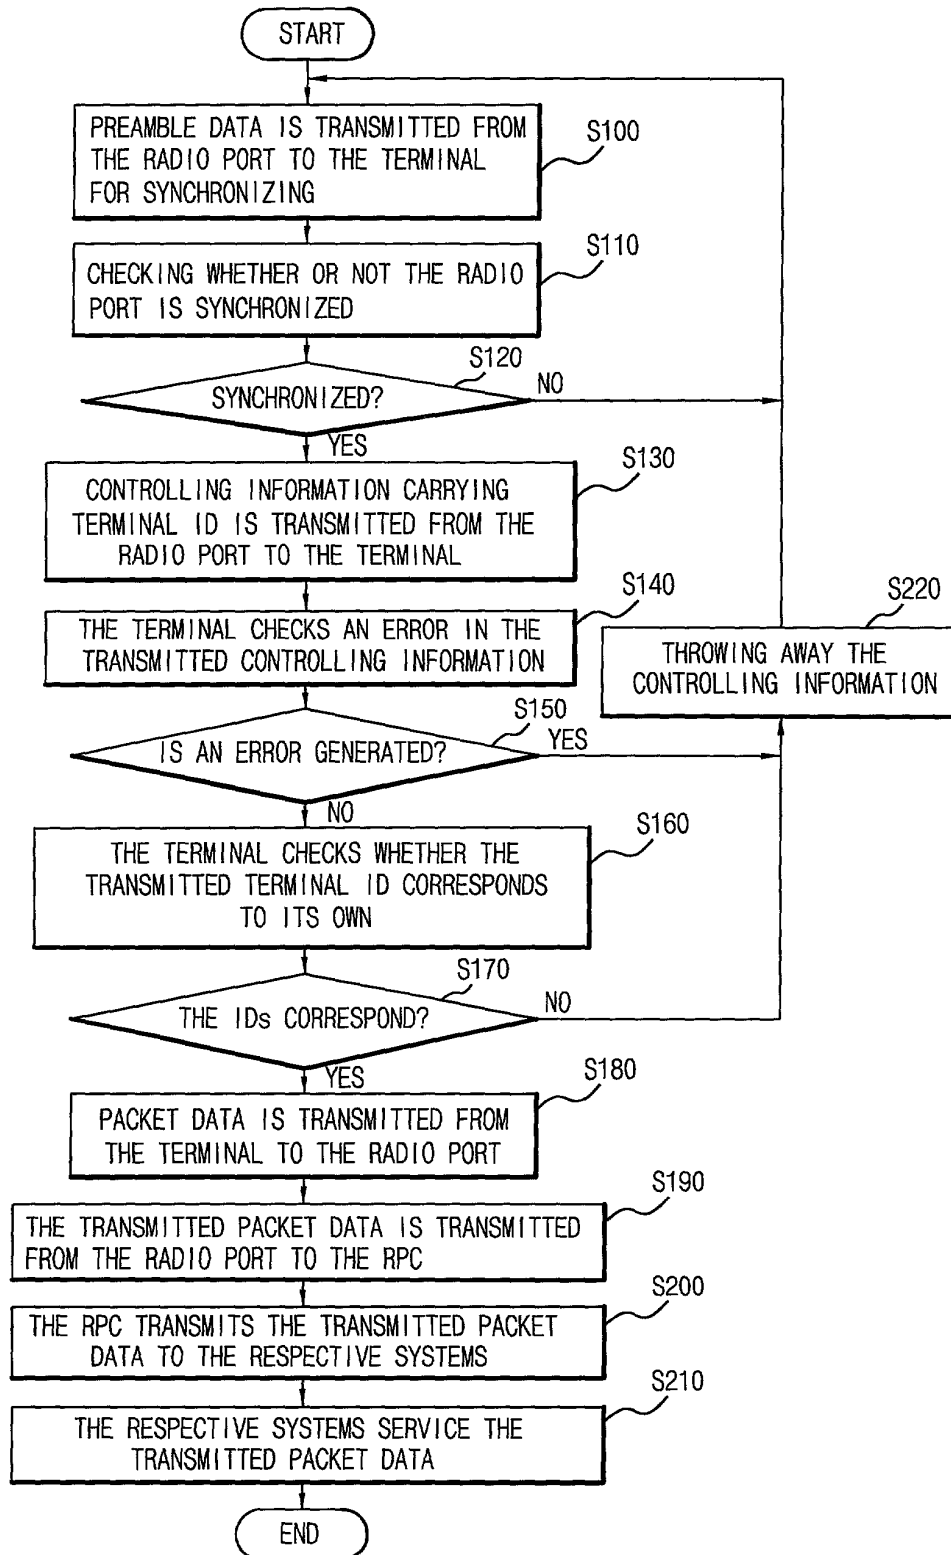 START
PREAMBLE DATA IS TRANSMITTED FROM
THE RADIO PORT TO THE TERMINAL
FOR SYNCHRONIZING
S100
CHECKING WHETHER OR NOT THE RADIO
PORT IS SYNCHRONIZED
S110
SYNCHRONIZED?
S120
NO
YES
CONTROLLING INFORMATION CARRYING
TERMINAL ID IS TRANSMITTED FROM THE
RADIO PORT TO THE TERMINAL
S130
THE TERMINAL CHECKS AN ERROR IN THE
TRANSMITTED CONTROLLING INFORMATION
S140
THROWING AWAY THE
CONTROLLING INFORMATION
S220
IS AN ERROR GENERATED?
S150
YES
NO
THE TERMINAL CHECKS WHETHER THE
TRANSMITTED TERMINAL ID CORRESPONDS
TO ITS OWN
S160
THE IDs CORRESPOND?
S170
NO
YES
PACKET DATA IS TRANSMITTED FROM
THE TERMINAL TO THE RADIO PORT
S180
THE TRANSMITTED PACKET DATA IS TRANSMITTED
FROM THE RADIO PORT TO THE RPC
S190
THE RPC TRANSMITS THE TRANSMITTED PACKET
DATA TO THE RESPECTIVE SYSTEMS
S200
THE RESPECTIVE SYSTEMS SERVICE THE
TRANSMITTED PACKET DATA
S210
END